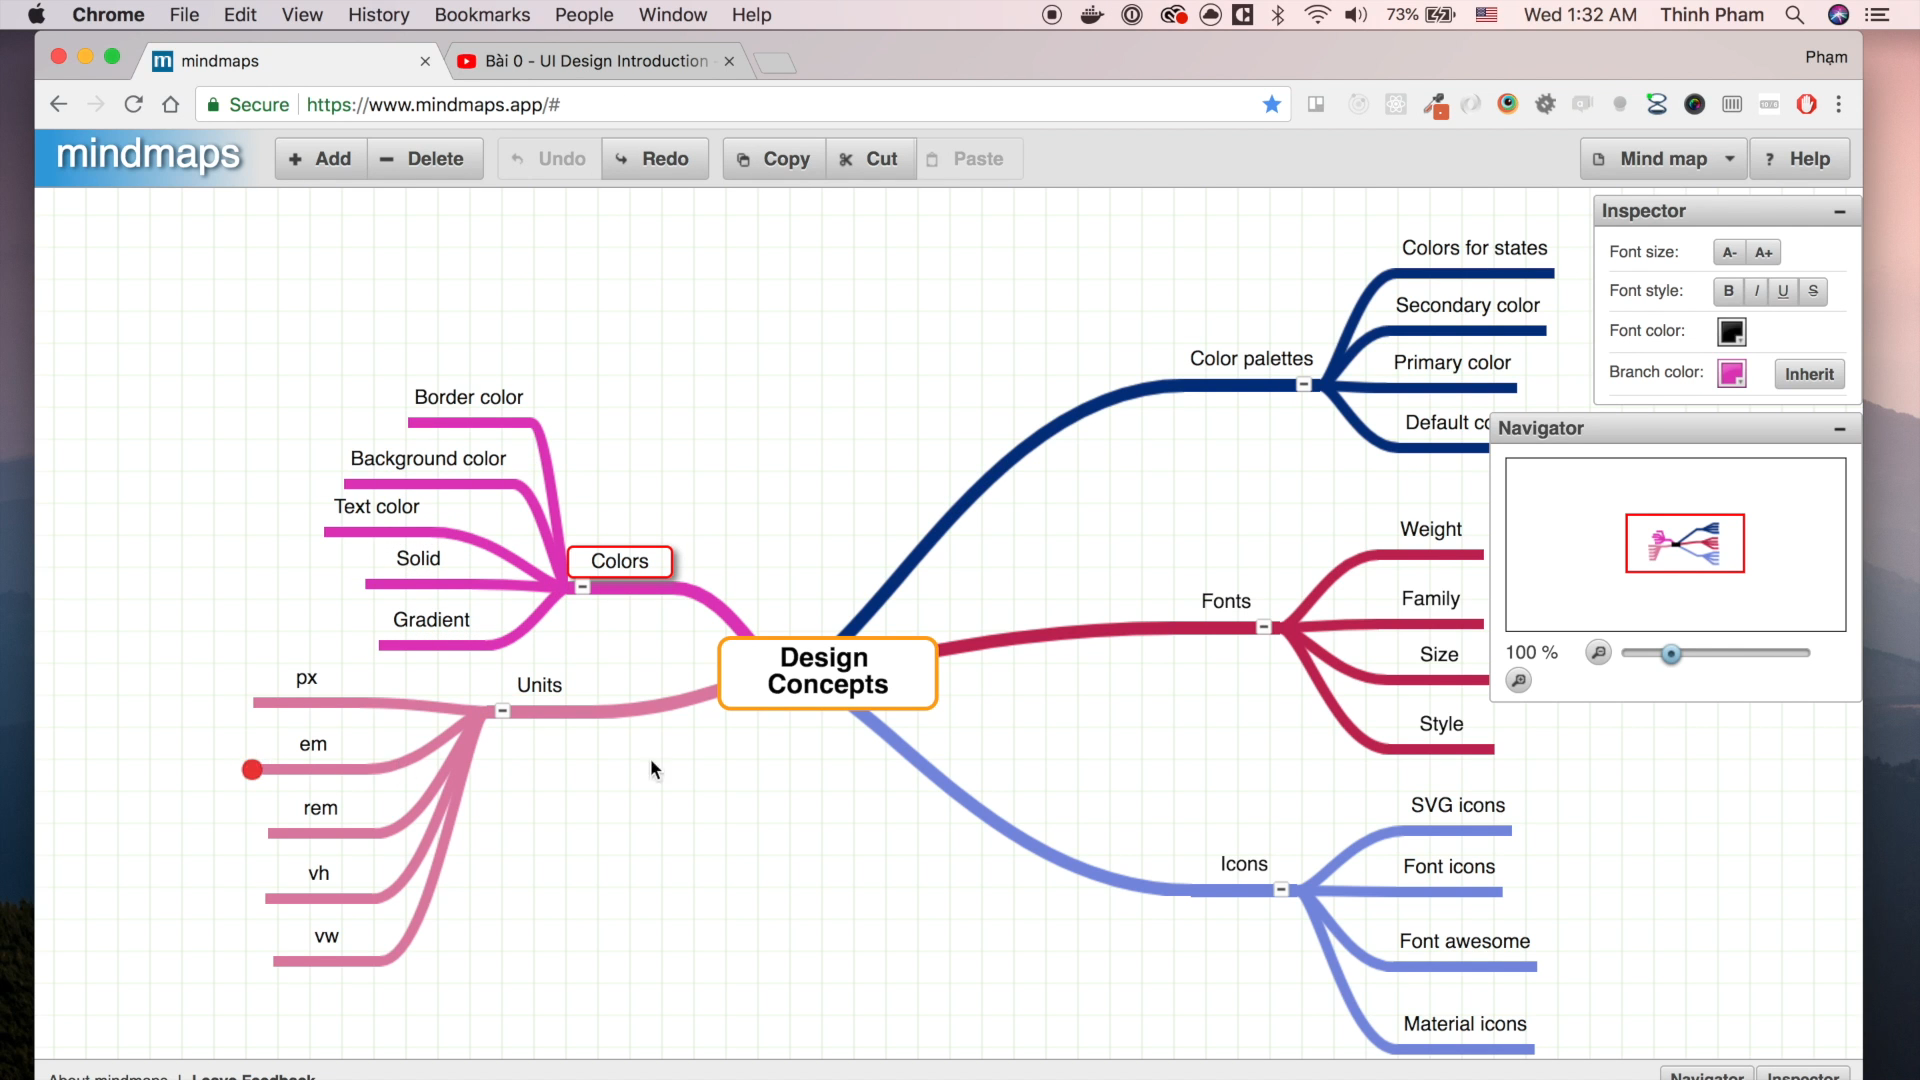 Chrome File Edit View History Bookmarks People Window Help 73% Wed 1:32 AM Thinh Pham
mindmaps Bài 0 - UI Design Introduction Phạm
Secure https://www.mindmaps.app/#
mindmaps Add Delete Undo Redo Copy Cut Paste Mind map ? Help
Inspector
Font size: A- A+
Font style: B I U S
Font color:
Branch color: Inherit
Navigator
100 %
Design
Concepts
Color palettes
Colors for states
Secondary color
Primary color
Default
Fonts
Weight
Family
Size
Style
Icons
SVG icons
Font icons
Font awesome
Material icons
Colors
Border color
Background color
Text color
Solid
Gradient
Units
px
em
rem
vh
vw
About mindmaps | Leave Feedback Navigator Inspector